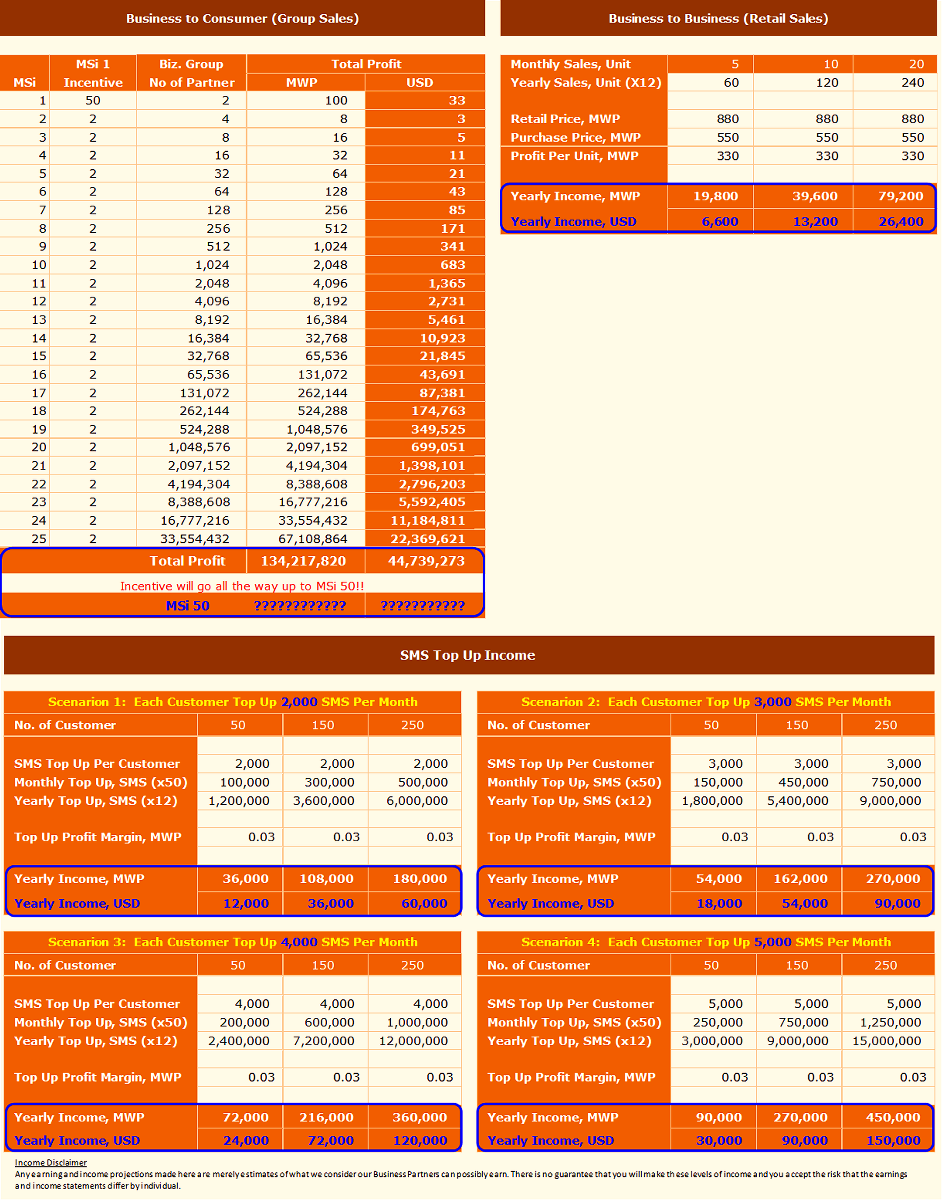 Business to Consumer (Group Sales)
MSi 1 Biz. Group Total Profit
MSi Incentive No of Partner MWP USD
1 50 2 100 33
2 2 4 8 3
3 2 8 16 5
4 2 16 32 11
5 2 32 64 21
6 2 64 128 43
7 2 128 256 85
8 2 256 512 171
9 2 512 1,024 341
10 2 1,024 2,048 683
11 2 2,048 4,096 1,365
12 2 4,096 8,192 2,731
13 2 8,192 16,384 5,461
14 2 16,384 32,768 10,923
15 2 32,768 65,536 21,845
16 2 65,536 131,072 43,691
17 2 131,072 262,144 87,381
18 2 262,144 524,288 174,763
19 2 524,288 1,048,576 349,525
20 2 1,048,576 2,097,152 699,051
21 2 2,097,152 4,194,304 1,398,101
22 2 4,194,304 8,388,608 2,796,203
23 2 8,388,608 16,777,216 5,592,405
24 2 16,777,216 33,554,432 11,184,811
25 2 33,554,432 67,108,864 22,369,621
Total Profit 134,217,820 44,739,273
Incentive will go all the way up to MSi 50!!
MSi 50 ???????????? ???????????
Business to Business (Retail Sales)
Monthly Sales, Unit 5 10 20
Yearly Sales, Unit (X12) 60 120 240
Retail Price, MWP 880 880 880
Purchase Price, MWP 550 550 550
Profit Per Unit, MWP 330 330 330
Yearly Income, MWP 19,800 39,600 79,200
Yearly Income, USD 6,600 13,200 26,400
SMS Top Up Income
Scenarion 1: Each Customer Top Up 2,000 SMS Per Month
No. of Customer 50 150 250
SMS Top Up Per Customer 2,000 2,000 2,000
Monthly Top Up, SMS (x50) 100,000 300,000 500,000
Yearly Top Up, SMS (x12) 1,200,000 3,600,000 6,000,000
Top Up Profit Margin, MWP 0.03 0.03 0.03
Yearly Income, MWP 36,000 108,000 180,000
Yearly Income, USD 12,000 36,000 60,000
Scenarion 2: Each Customer Top Up 3,000 SMS Per Month
No. of Customer 50 150 250
SMS Top Up Per Customer 3,000 3,000 3,000
Monthly Top Up, SMS (x50) 150,000 450,000 750,000
Yearly Top Up, SMS (x12) 1,800,000 5,400,000 9,000,000
Top Up Profit Margin, MWP 0.03 0.03 0.03
Yearly Income, MWP 54,000 162,000 270,000
Yearly Income, USD 18,000 54,000 90,000
Scenarion 3: Each Customer Top Up 4,000 SMS Per Month
No. of Customer 50 150 250
SMS Top Up Per Customer 4,000 4,000 4,000
Monthly Top Up, SMS (x50) 200,000 600,000 1,000,000
Yearly Top Up, SMS (x12) 2,400,000 7,200,000 12,000,000
Top Up Profit Margin, MWP 0.03 0.03 0.03
Yearly Income, MWP 72,000 216,000 360,000
Yearly Income, USD 24,000 72,000 120,000
Scenarion 4: Each Customer Top Up 5,000 SMS Per Month
No. of Customer 50 150 250
SMS Top Up Per Customer 5,000 5,000 5,000
Monthly Top Up, SMS (x50) 250,000 750,000 1,250,000
Yearly Top Up, SMS (x12) 3,000,000 9,000,000 15,000,000
Top Up Profit Margin, MWP 0.03 0.03 0.03
Yearly Income, MWP 90,000 270,000 450,000
Yearly Income, USD 30,000 90,000 150,000
Income Disclaimer
Any earning and income projections made here are merely estimates of what we consider our Business Partners can possibly earn. There is no guarantee that you will make these levels of income and you accept the risk that the earnings
and income statements differ by individual.